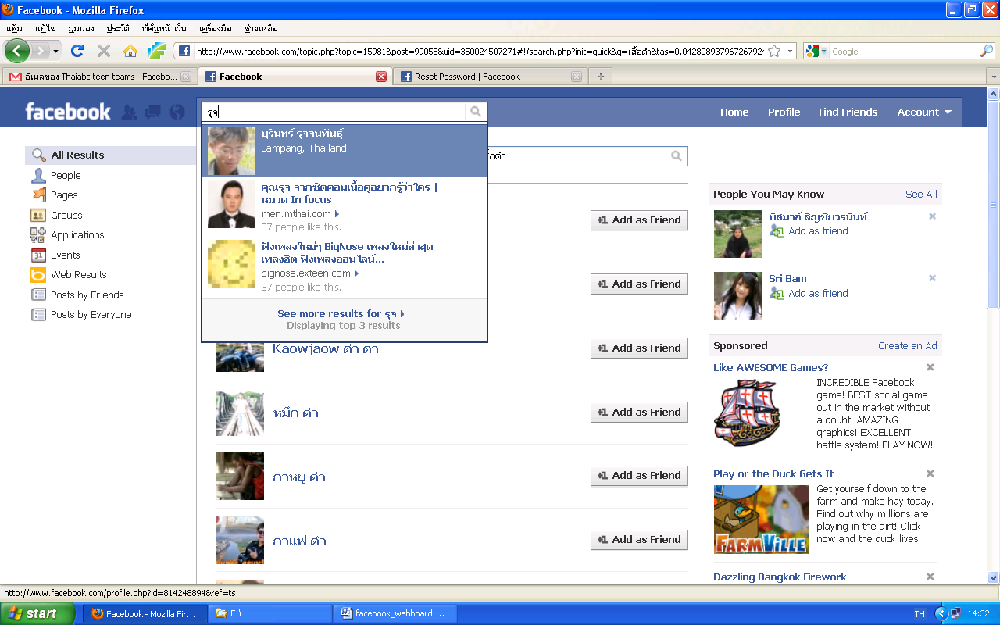 Facebook - Mozilla Firefox
แฟ้ม แก้ไข มุมมอง ประวัติ ที่คั่นหน้าเว็บ เครื่องมือ ช่วยเหลือ
http://www.facebook.com/topic.php?topic=15981&post=99055&uid=350024507271#!/search.php?init=quick&q=เสื้อดำ&tas=0.04280893796726792
Google
อีเมลของ Thaiabc teen teams - Facebo...
Facebook
Reset Password | Facebook
facebook
รุจ
Home Profile Find Friends Account
All Results
People
Pages
Groups
Applications
Events
Web Results
Posts by Friends
Posts by Everyone
บุรินทร์ รุจจนพันธุ์
Lampang, Thailand
คุณรุจ จากซิตคอมเนื้อคู่อยากรู้ว่าใคร |
หมวด In focus
men.mthai.com
37 people like this.
ฟังเพลงใหม่ๆ BigNose เพลงใหม่ล่าสุด
เพลงฮิต ฟังเพลงออนไลน์...
bignose.exteen.com
37 people like this.
See more results for รุจ
Displaying top 3 results
Add as Friend
Add as Friend
Kaowjaow ดำ ดำ
Add as Friend
หมึก ดำ
Add as Friend
กาหยู ดำ
Add as Friend
กาแฟ ดำ
Add as Friend
People You May Know See All
บัสมาอ์ สัญชัยวรนันท์
Add as friend
Sri Bam
Add as friend
Sponsored Create an Ad
Like AWESOME Games?
INCREDIBLE Facebook
game! BEST social game
out in the market without
a doubt! AMAZING
graphics! EXCELLENT
battle system! PLAY NOW!
Play or the Duck Gets It
Get yourself down to the
farm and make hay today.
Find out why millions are
playing in the dirt! Click
now and the duck lives.
FARMVILLE
Dazzling Bangkok Firework
http://www.facebook.com/profile.php?id=814248894&ref=ts
start
Facebook - Mozilla Fir...
E:\
facebook_webboard....
TH
14:32